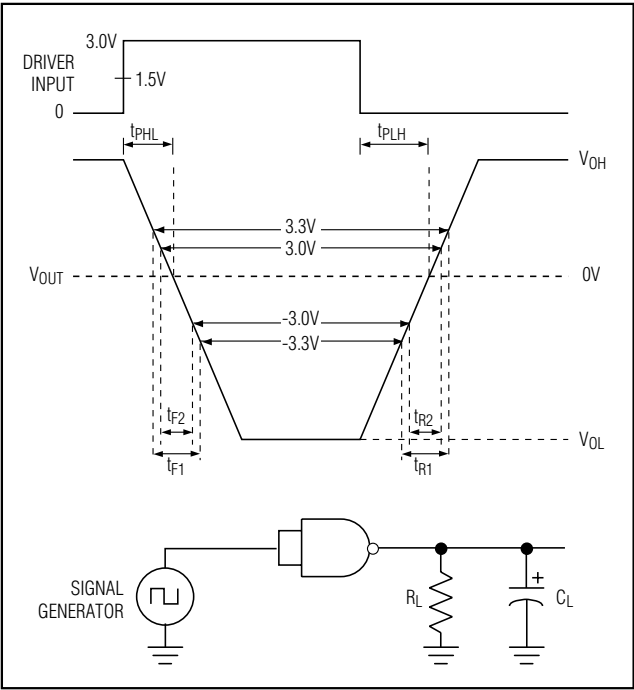 3.0V
DRIVER
INPUT
1.5V
0
tPHL
tPLH
VOH
3.3V
3.0V
VOUT
0V
-3.0V
-3.3V
tF2
tR2
VOL
tF1
tR1
SIGNAL
GENERATOR
RL
+
CL